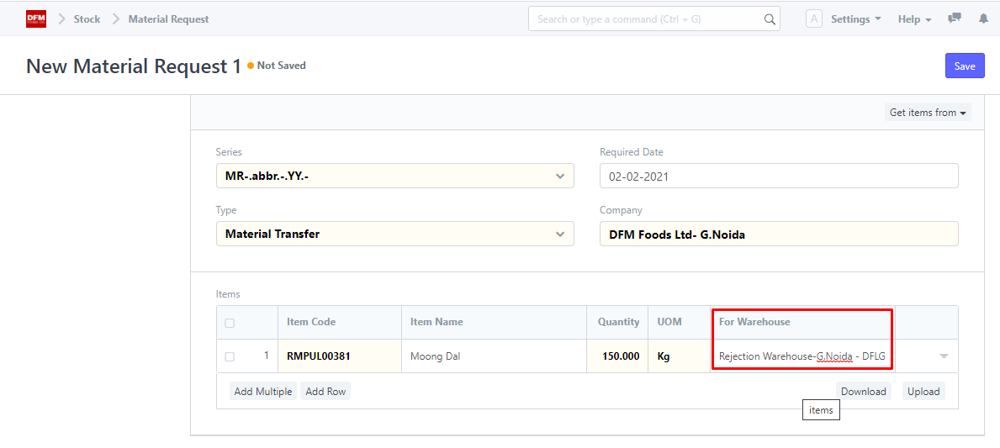 DFM Stock Material Request Search or type a command (Ctrl + G) A Settings Help
New Material Request 1 Not Saved Save
Get items from
Series Required Date
MR-.abbr.-.YY.- 02-02-2021
Type Company
Material Transfer DFM Foods Ltd- G.Noida
Items
Item Code Item Name Quantity UOM For Warehouse
1 RMPUL00381 Moong Dal 150.000 Kg Rejection Warehouse-G.Noida - DFLG
Add Multiple Add Row Download Upload
items